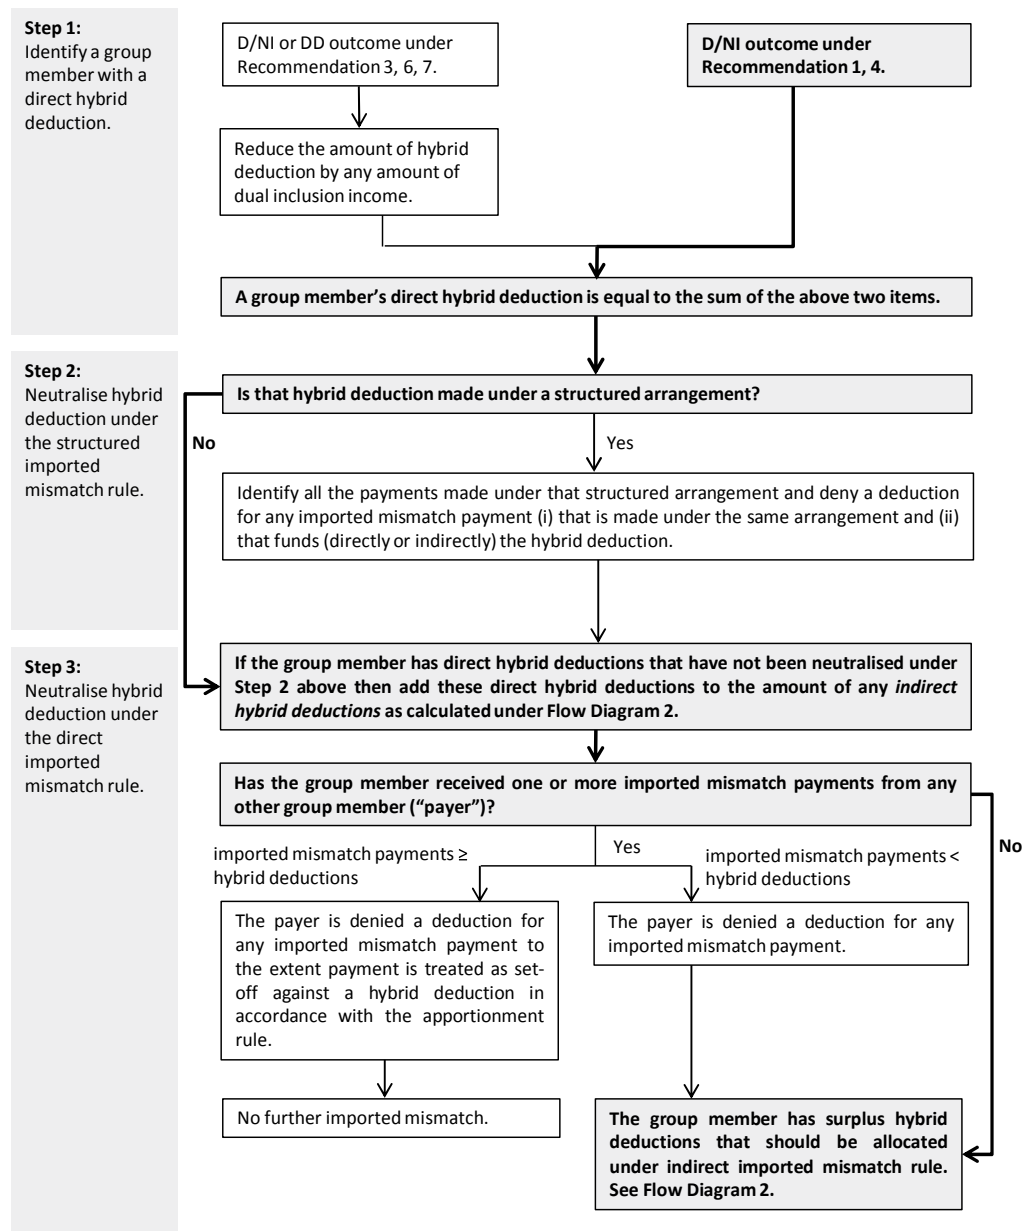 Step 1:
Identify a group
member with a
direct hybrid
deduction.
D/NI or DD outcome under
Recommendation 3, 6, 7.
D/NI outcome under
Recommendation 1, 4.
Reduce the amount of hybrid
deduction by any amount of
dual inclusion income.
A group member’s direct hybrid deduction is equal to the sum of the above two items.
Step 2:
Neutralise hybrid
deduction under
the structured
imported
mismatch rule.
Is that hybrid deduction made under a structured arrangement?
No
Yes
Identify all the payments made under that structured arrangement and deny a deduction
for any imported mismatch payment (i) that is made under the same arrangement and (ii)
that funds (directly or indirectly) the hybrid deduction.
Step 3:
Neutralise hybrid
deduction under
the direct
imported
mismatch rule.
If the group member has direct hybrid deductions that have not been neutralised under
Step 2 above then add these direct hybrid deductions to the amount of any indirect
hybrid deductions as calculated under Flow Diagram 2.
Has the group member received one or more imported mismatch payments from any
other group member (“payer”)?
Yes
No
imported mismatch payments ≥
hybrid deductions
imported mismatch payments <
hybrid deductions
The payer is denied a deduction for
any imported mismatch payment to
the extent payment is treated as set-
off against a hybrid deduction in
accordance with the apportionment
rule.
The payer is denied a deduction for any
imported mismatch payment.
No further imported mismatch.
The group member has surplus hybrid
deductions that should be allocated
under indirect imported mismatch rule.
See Flow Diagram 2.